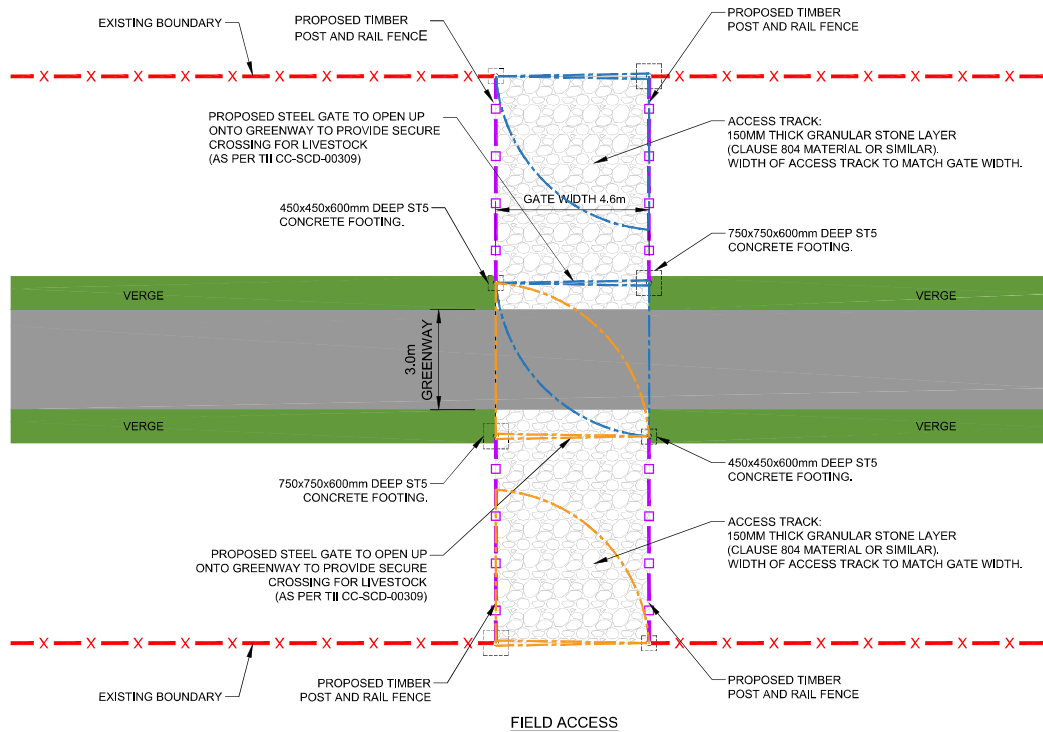 EXISTING BOUNDARY
PROPOSED TIMBER
POST AND RAIL FENCE
PROPOSED TIMBER
POST AND RAIL FENCE
PROPOSED STEEL GATE TO OPEN UP
ONTO GREENWAY TO PROVIDE SECURE
CROSSING FOR LIVESTOCK
(AS PER TII CC-SCD-00309)
ACCESS TRACK:
150MM THICK GRANULAR STONE LAYER
(CLAUSE 804 MATERIAL OR SIMILAR).
WIDTH OF ACCESS TRACK TO MATCH GATE WIDTH.
GATE WIDTH 4.6m
450x450x600mm DEEP ST5
CONCRETE FOOTING.
750x750x600mm DEEP ST5
CONCRETE FOOTING.
VERGE
VERGE
3.0m
GREENWAY
VERGE
VERGE
750x750x600mm DEEP ST5
CONCRETE FOOTING.
450x450x600mm DEEP ST5
CONCRETE FOOTING.
PROPOSED STEEL GATE TO OPEN UP
ONTO GREENWAY TO PROVIDE SECURE
CROSSING FOR LIVESTOCK
(AS PER TII CC-SCD-00309)
ACCESS TRACK:
150MM THICK GRANULAR STONE LAYER
(CLAUSE 804 MATERIAL OR SIMILAR).
WIDTH OF ACCESS TRACK TO MATCH GATE WIDTH.
EXISTING BOUNDARY
PROPOSED TIMBER
POST AND RAIL FENCE
PROPOSED TIMBER
POST AND RAIL FENCE
FIELD ACCESS